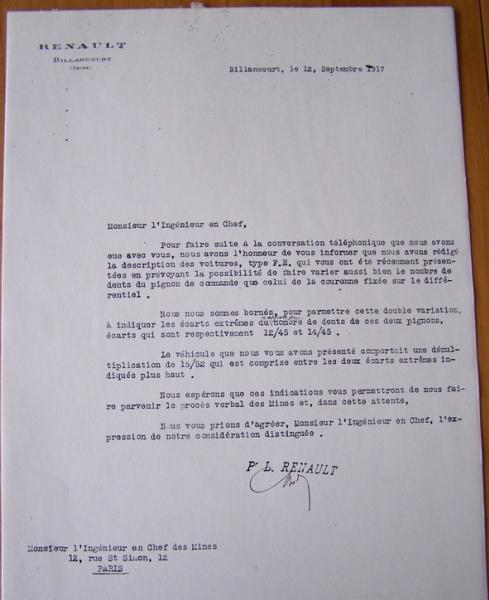 RENAULT
BILLANCOURT
(SEINE)
Billancourt, le 12, Septembre 1917
Monsieur l'Ingénieur en Chef,
Pour faire suite à la conversation téléphonique que nous avons
eue avec vous, nous avons l'honneur de vous informer que nous avons rédigé
la description des voitures, type F.E. qui vous ont été récemment présen-
tées en prévoyant la possibilité de faire varier aussi bien le nombre de
dents du pignon de commande que celui de la couronne fixée sur le diffé-
rentiel .
Nous nous sommes bornés, pour permettre cette double variation,
à indiquer les écarts extrêmes du nombre de dents de ces deux pignons,
écarts qui sont respectivement 12/45 et 14/45 .
Le véhicule que nous vous avons présenté comportait une démul-
tiplication de 15/52 qui est comprise entre les deux écarts extrêmes in-
diqués plus haut .
Nous espérons que ces indications vous permettront de nous fai-
re parvenir le procès verbal des Mines et, dans cette attente,
Nous vous prions d'agréer, Monsieur l'Ingénieur en Chef, l'ex-
pression de notre considération distinguée .
L. RENAULT
Monsieur l'Ingénieur en Chef des Mines
12, rue St Simon, 12
PARIS